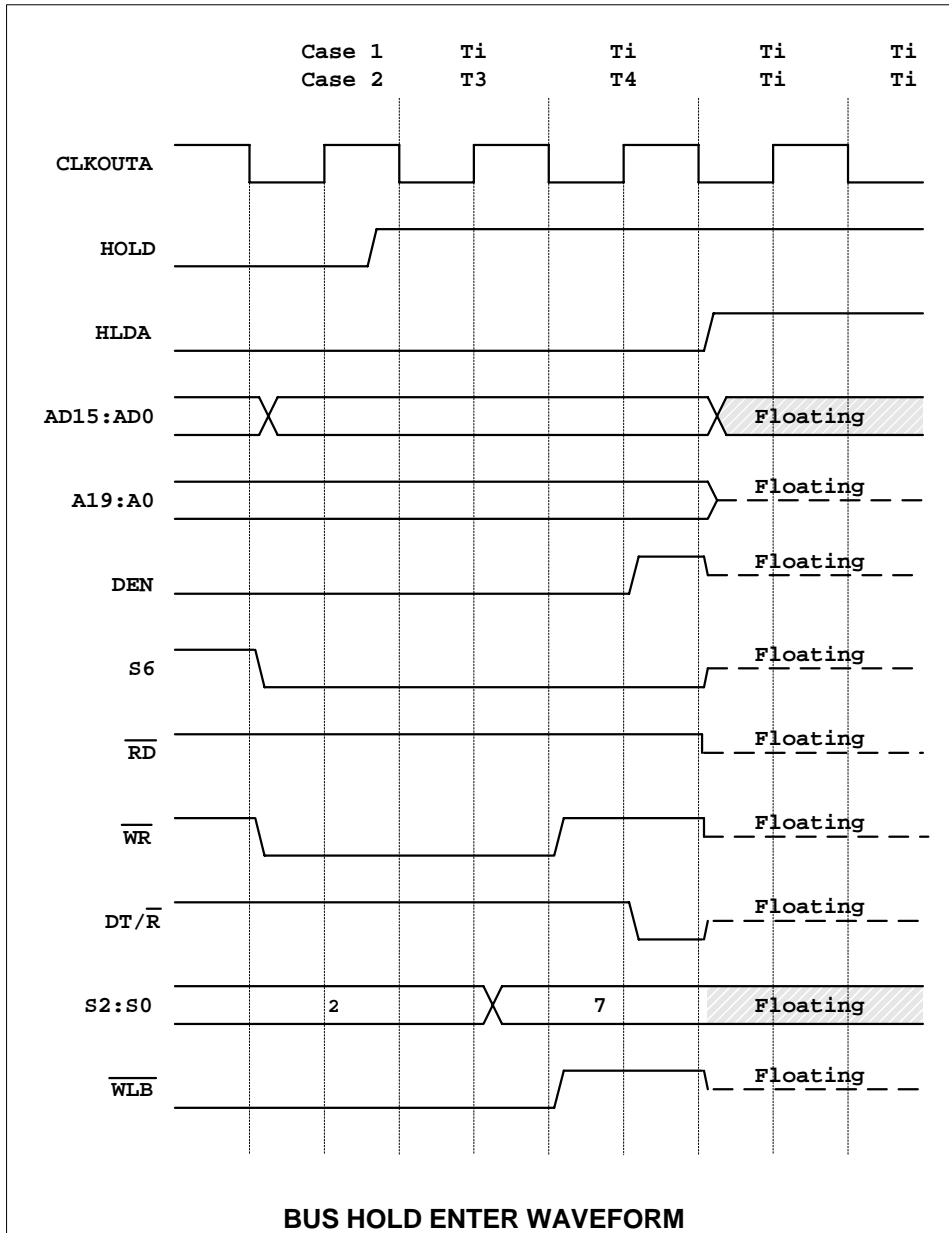 Case 1 Ti Ti Ti Ti
Case 2 T3 T4 Ti Ti
CLKOUTA
HOLD
HLDA
AD15:AD0 Floating
A19:A0 Floating
DEN Floating
S6 Floating
RD Floating
WR Floating
DT/R Floating
S2:S0 2 7 Floating
WLB Floating
BUS HOLD ENTER WAVEFORM